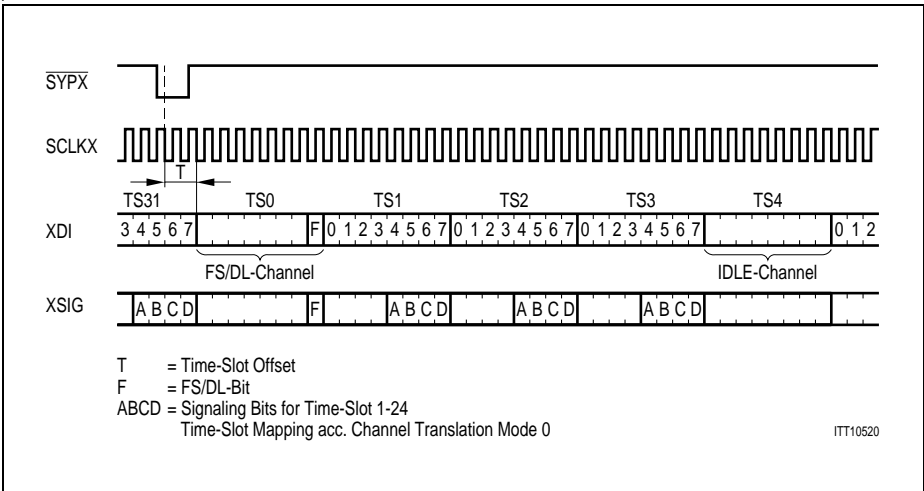 SYPX
SCLKX
T
TS31 TS0 TS1 TS2 TS3 TS4
XDI 3 4 5 6 7 F 0 1 2 3 4 5 6 7 0 1 2 3 4 5 6 7 0 1 2 3 4 5 6 7 0 1 2
FS/DL-Channel IDLE-Channel
XSIG A B C D F A B C D A B C D A B C D
T = Time-Slot Offset
F = FS/DL-Bit
ABCD = Signaling Bits for Time-Slot 1-24
Time-Slot Mapping acc. Channel Translation Mode 0
ITT10520